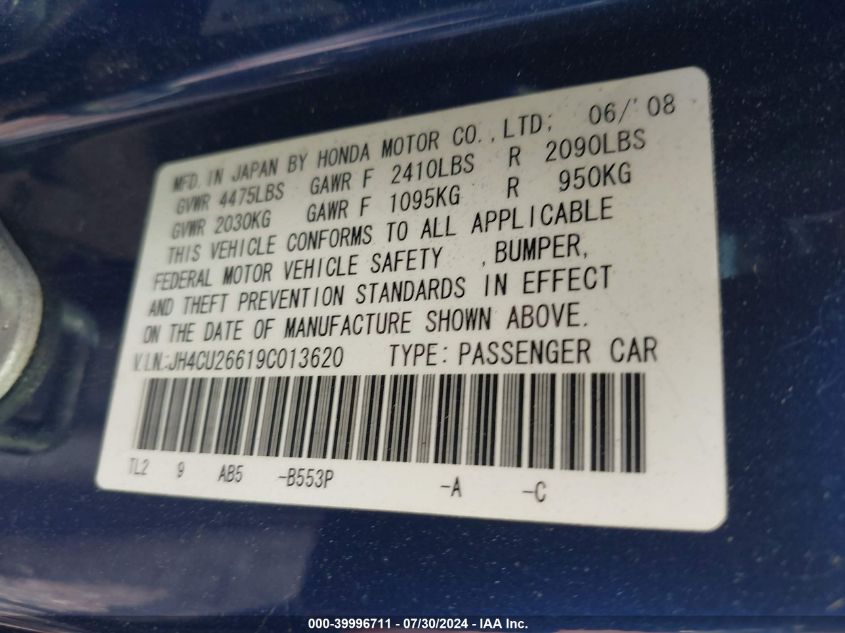 MFD. IN JAPAN BY HONDA MOTOR CO.,LTD; 06/'08
GVWR 4475LBS GAWR F 2410LBS R 2090LBS
GVWR 2030KG GAWR F 1095KG R 950KG
THIS VEHICLE CONFORMS TO ALL APPLICABLE
FEDERAL MOTOR VEHICLE SAFETY ,BUMPER,
AND THEFT PREVENTION STANDARDS IN EFFECT
ON THE DATE OF MANUFACTURE SHOWN ABOVE.
V.I.N.:JH4CU26619C013620 TYPE:PASSENGER CAR
TL2 9 AB5 -B553P -A -C
000-39996711 - 07/30/2024 - IAA Inc.